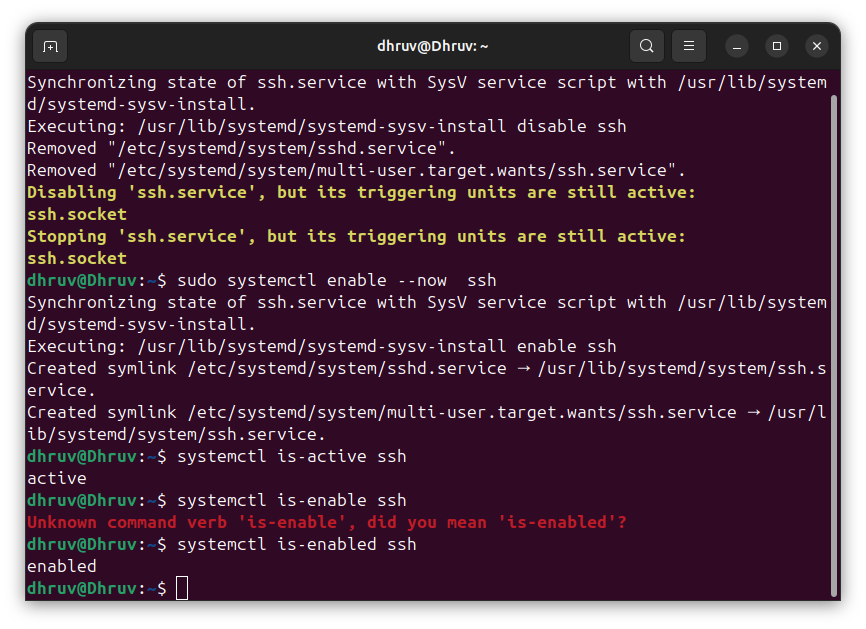 dhruv@Dhruv: ~
Synchronizing state of ssh.service with SysV service script with /usr/lib/system
d/systemd-sysv-install.
Executing: /usr/lib/systemd/systemd-sysv-install disable ssh
Removed "/etc/systemd/system/sshd.service".
Removed "/etc/systemd/system/multi-user.target.wants/ssh.service".
Disabling 'ssh.service', but its triggering units are still active:
ssh.socket
Stopping 'ssh.service', but its triggering units are still active:
ssh.socket
dhruv@Dhruv:~$ sudo systemctl enable --now  ssh
Synchronizing state of ssh.service with SysV service script with /usr/lib/system
d/systemd-sysv-install.
Executing: /usr/lib/systemd/systemd-sysv-install enable ssh
Created symlink /etc/systemd/system/sshd.service → /usr/lib/systemd/system/ssh.s
ervice.
Created symlink /etc/systemd/system/multi-user.target.wants/ssh.service → /usr/l
ib/systemd/system/ssh.service.
dhruv@Dhruv:~$ systemctl is-active ssh
active
dhruv@Dhruv:~$ systemctl is-enable ssh
Unknown command verb 'is-enable', did you mean 'is-enabled'?
dhruv@Dhruv:~$ systemctl is-enabled ssh
enabled
dhruv@Dhruv:~$